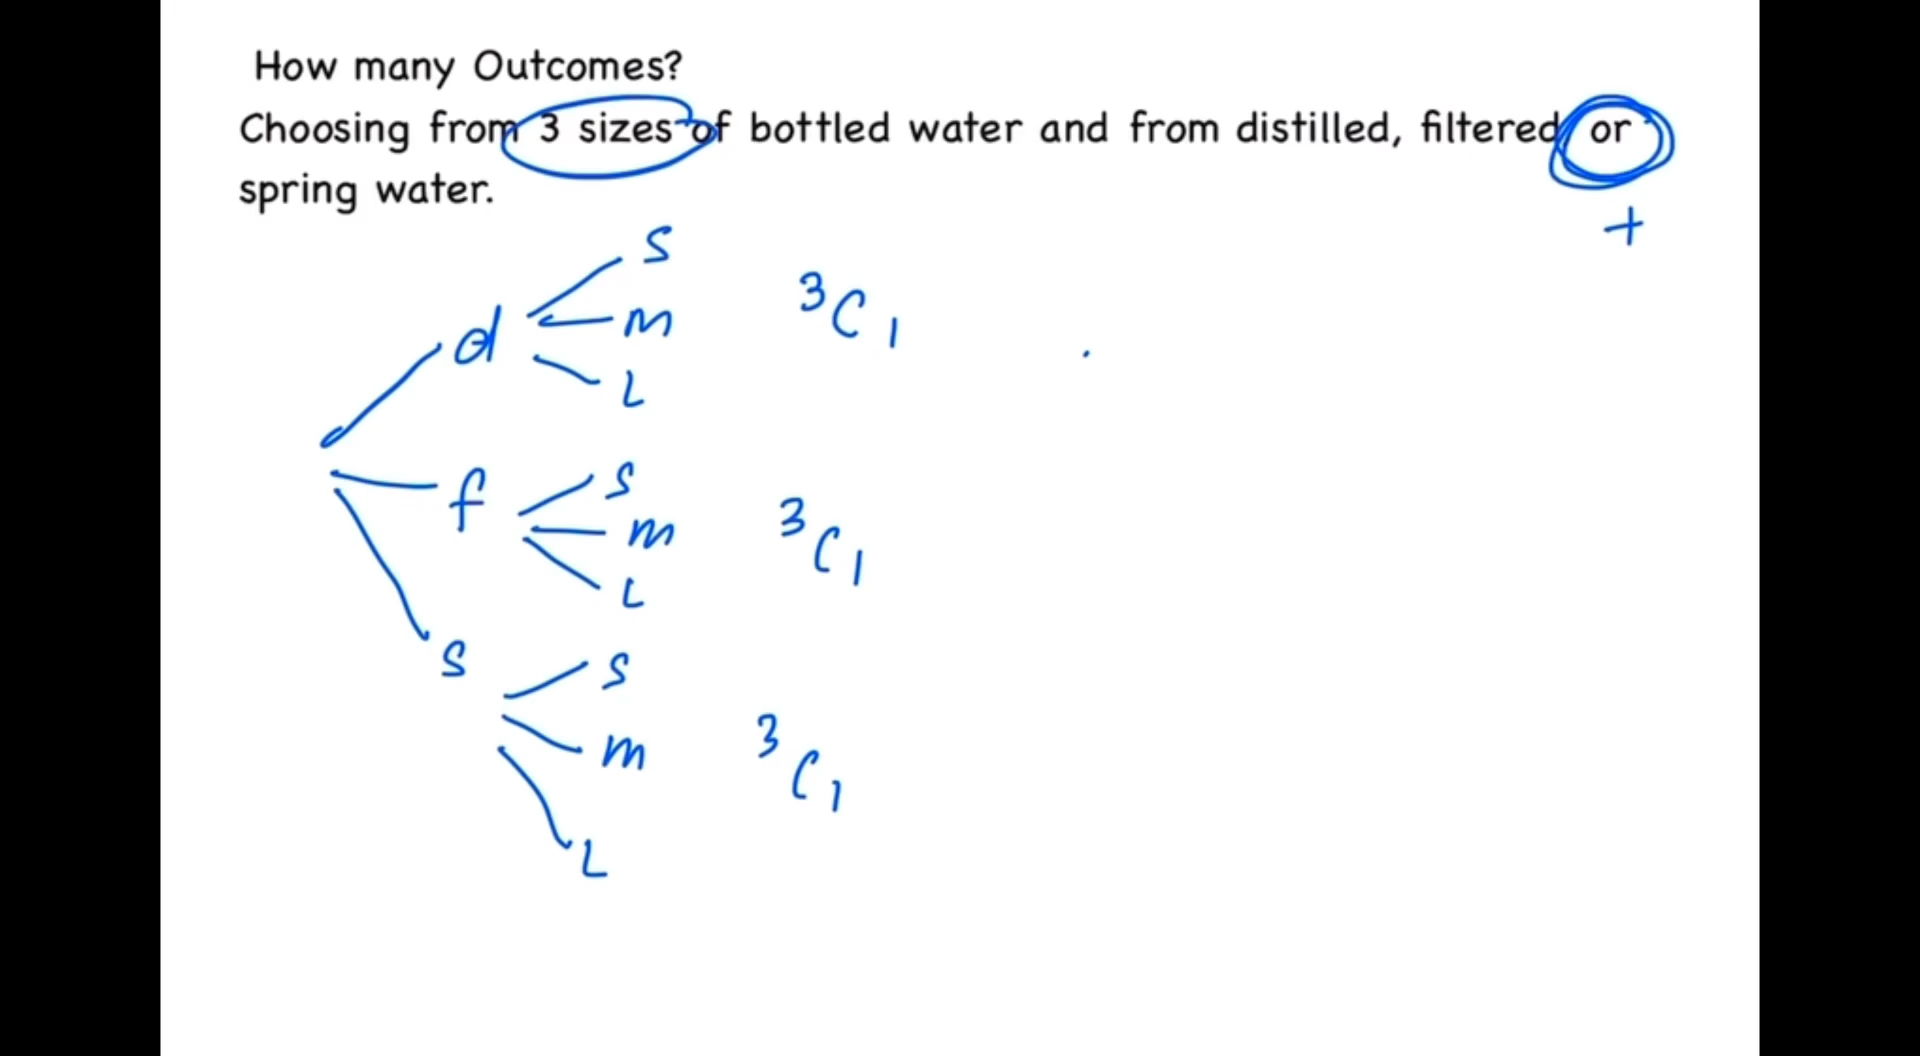 How many Outcomes?
Choosing from 3 sizes of bottled water and from distilled, filtered or
spring water.
+
s
d
m
³C₁
L
s
f
m
³C₁
L
s
s
m
³C₁
L